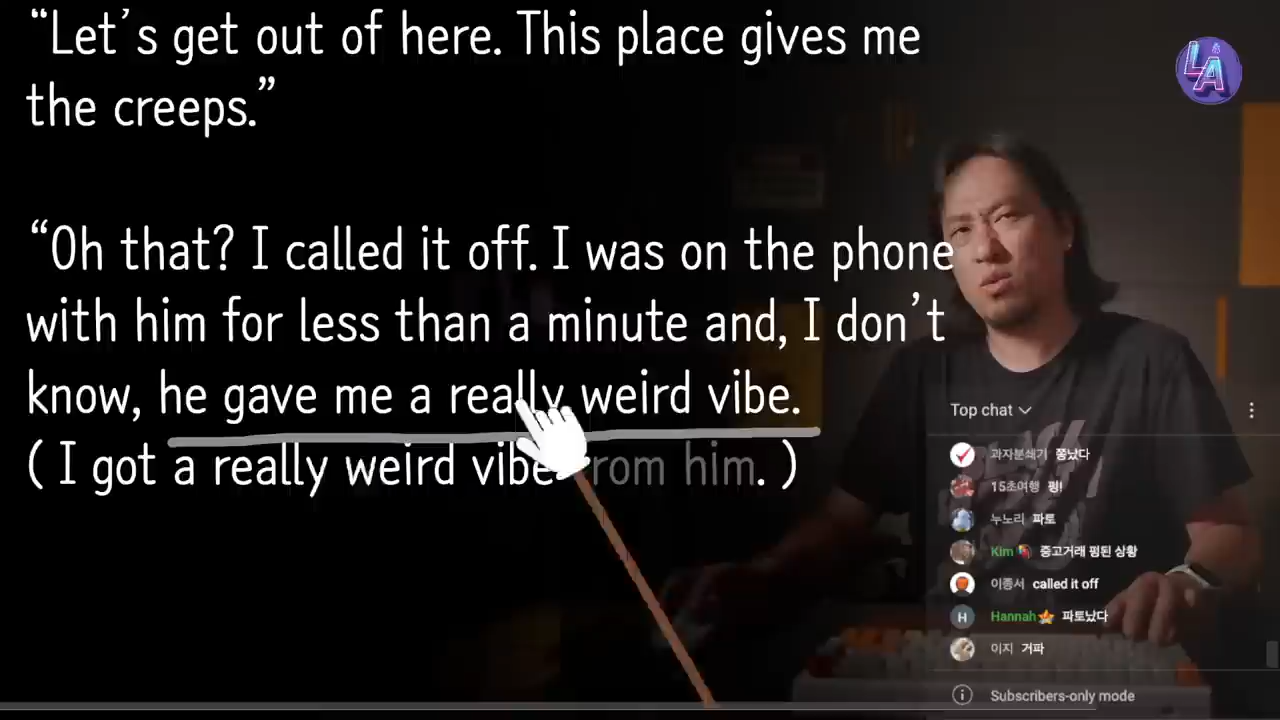 “Let’s get out of here. This place gives me
the creeps.”
“Oh that? I called it off. I was on the phone
with him for less than a minute and, I don’t
know, he gave me a really weird vibe.
( I got a really weird vibe from him. )
LA
Top chat
과자분쇄기 쫑났다
15초여행 펑!
누노리 파토
Kim 중고거래 펑된 상황
이종서 called it off
H Hannah 파토났다
이지 거파
Subscribers-only mode